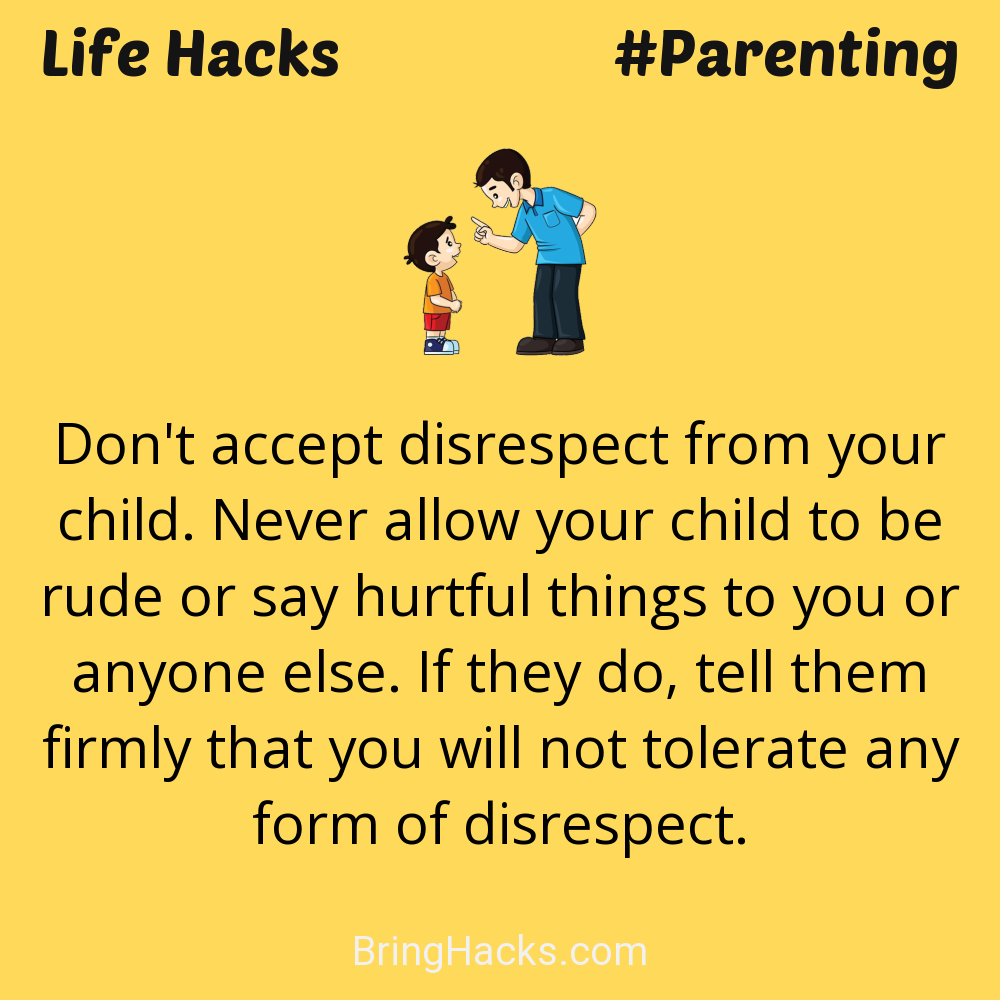 Life Hacks
#Parenting
Don't accept disrespect from your
child. Never allow your child to be
rude or say hurtful things to you or
anyone else. If they do, tell them
firmly that you will not tolerate any
form of disrespect.
BringHacks.com